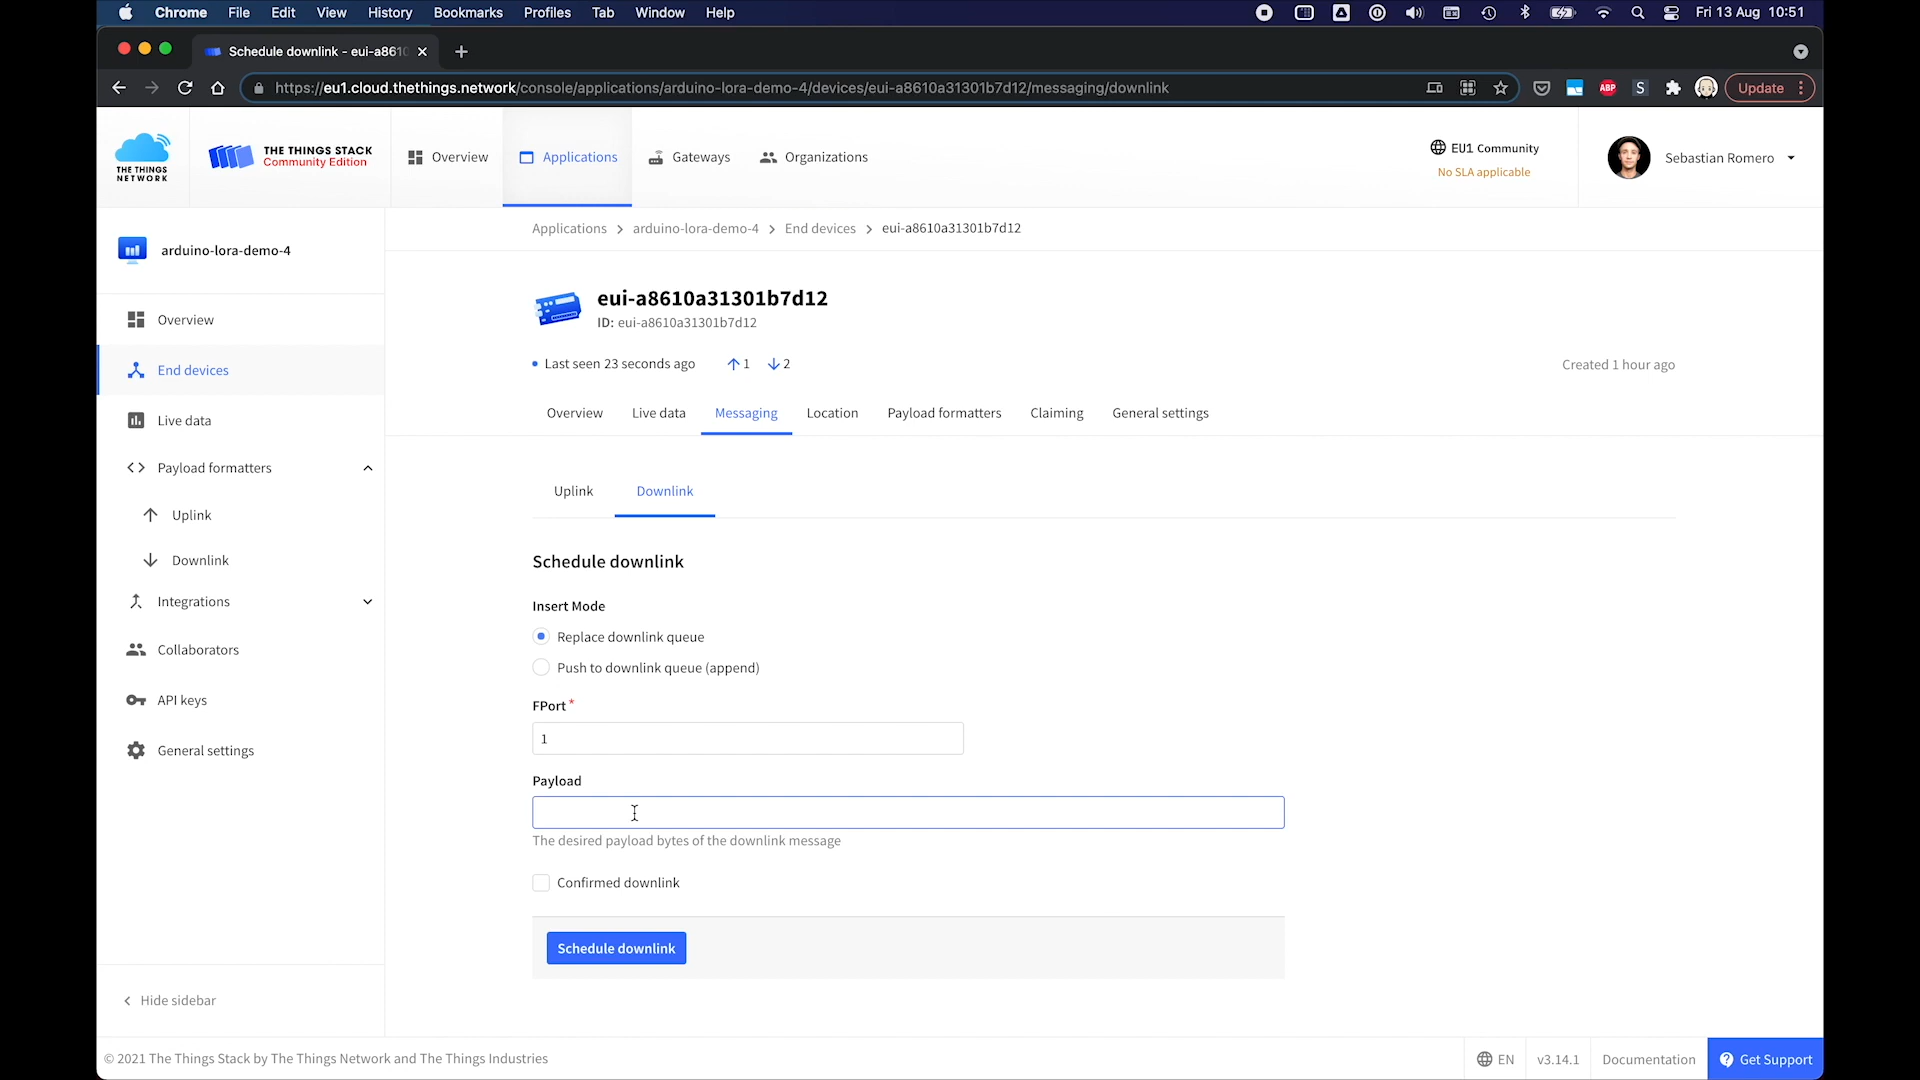 Chrome File Edit View History Bookmarks Profiles Tab Window Help Fri 13 Aug 10:51
Schedule downlink - eui-a8610
https://eu1.cloud.thethings.network/console/applications/arduino-lora-demo-4/devices/eui-a8610a31301b7d12/messaging/downlink ABP S Update
THE THINGS NETWORK
THE THINGS STACK
Community Edition
Overview Applications Gateways Organizations
EU1 Community
No SLA applicable
Sebastian Romero
arduino-lora-demo-4
Overview
End devices
Live data
Payload formatters
Uplink
Downlink
Integrations
Collaborators
API keys
General settings
Hide sidebar
Applications > arduino-lora-demo-4 > End devices > eui-a8610a31301b7d12
eui-a8610a31301b7d12
ID: eui-a8610a31301b7d12
Last seen 23 seconds ago ↑1 ↓2 Created 1 hour ago
Overview Live data Messaging Location Payload formatters Claiming General settings
Uplink Downlink
Schedule downlink
Insert Mode
Replace downlink queue
Push to downlink queue (append)
FPort *
1
Payload
The desired payload bytes of the downlink message
Confirmed downlink
Schedule downlink
© 2021 The Things Stack by The Things Network and The Things Industries EN v3.14.1 Documentation Get Support